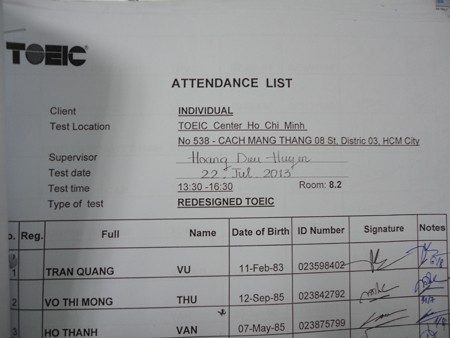 TOEIC®
ATTENDANCE LIST
Client INDIVIDUAL
Test Location TOEIC Center Ho Chi Minh
No 538 - CACH MANG THANG 08 St, Distric 03, HCM City
Supervisor Hoang Dieu Huyen
Test date 22. Jul 2013
Test time 13:30 -16:30 Room: 8.2
Type of test REDESIGNED TOEIC
o. Reg. Full Name Date of Birth ID Number Signature Notes
1 TRAN QUANG VU 11-Feb-83 023598402
2 VO THI MONG THU 12-Sep-85 023842792
3 HO THANH VAN 07-May-85 023875799